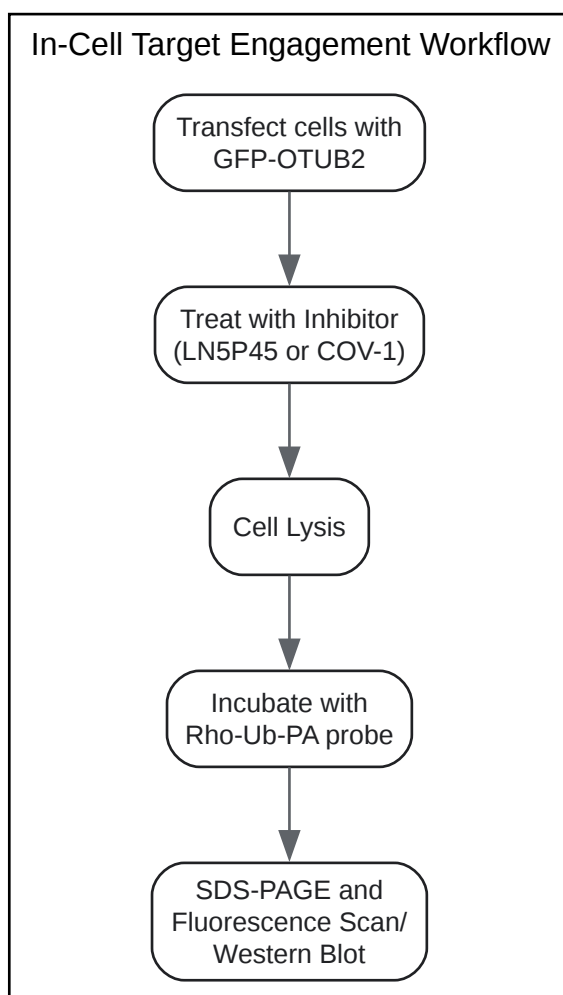 In-Cell Target Engagement Workflow
Transfect cells with
GFP-OTUB2
Treat with Inhibitor
(LN5P45 or COV-1)
Cell Lysis
Incubate with
Rho-Ub-PA probe
SDS-PAGE and
Fluorescence Scan/
Western Blot